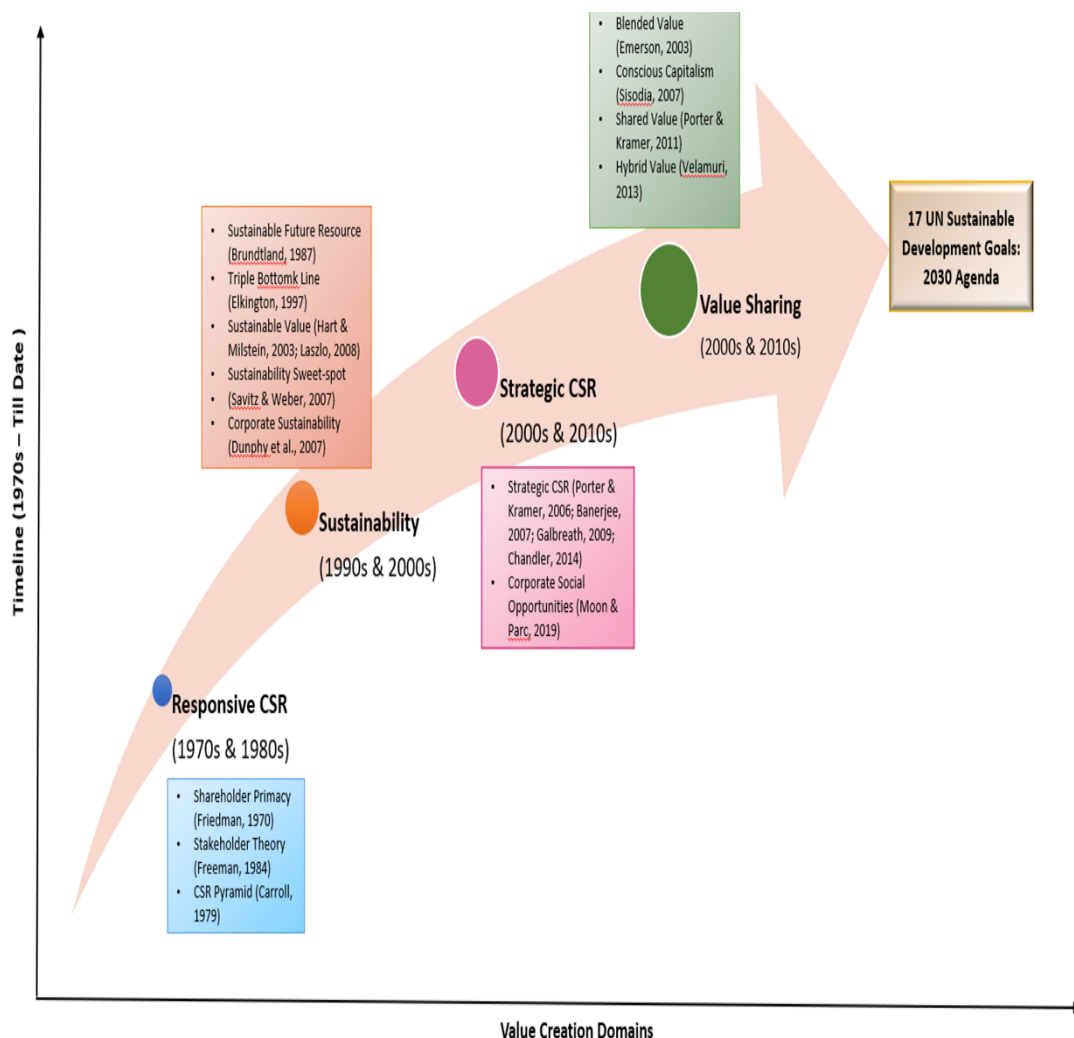 • Blended Value
(Emerson, 2003)
• Conscious Capitalism
(Sisodia, 2007)
• Shared Value (Porter &
Kramer, 2011)
• Hybrid Value (Velamuri,
2013)
17 UN Sustainable
Development Goals:
2030 Agenda
• Sustainable Future Resource
(Brundtland, 1987)
• Triple Bottomk Line
(Elkington, 1997)
• Sustainable Value (Hart &
Milstein, 2003; Laszlo, 2008)
• Sustainability Sweet-spot
• (Savitz & Weber, 2007)
• Corporate Sustainability
(Dunphy et al., 2007)
Value Sharing
(2000s & 2010s)
Strategic CSR
(2000s & 2010s)
• Strategic CSR (Porter &
Kramer, 2006; Banerjee,
2007; Galbreath, 2009;
Chandler, 2014)
• Corporate Social
Opportunities (Moon &
Parc, 2019)
Sustainability
(1990s & 2000s)
Responsive CSR
(1970s & 1980s)
• Shareholder Primacy
(Friedman, 1970)
• Stakeholder Theory
(Freeman, 1984)
• CSR Pyramid (Carroll,
1979)
Timeline (1970s – Till Date )
Value Creation Domains